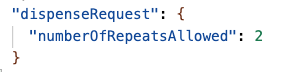 "dispenseRequest": {
"numberOfRepeatsAllowed": 2
}